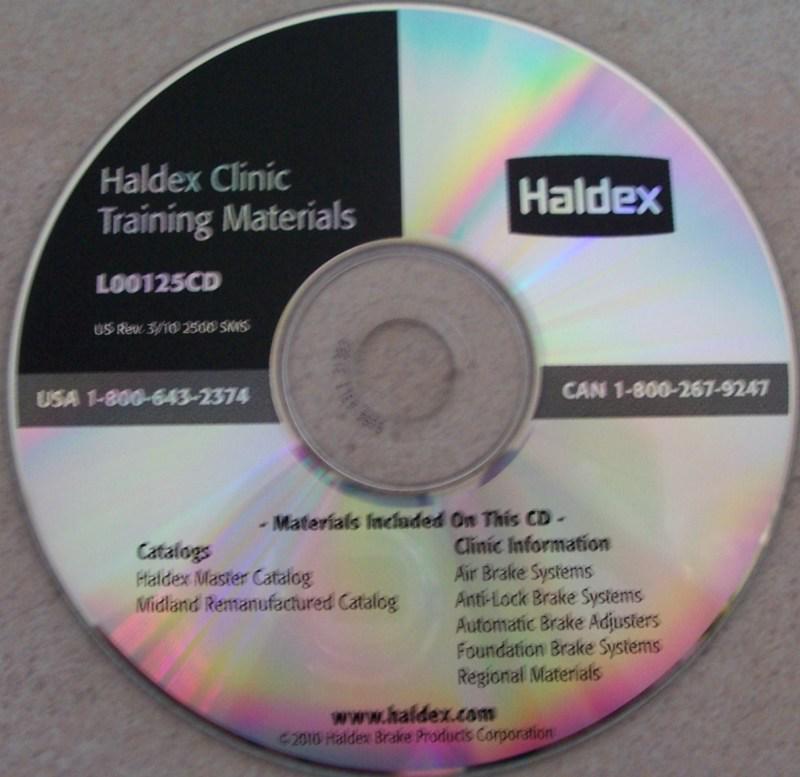 Haldex Clinic
Training Materials
L00125CD
US Rev. 3/10 2500 SMS
Haldex
USA 1-800-643-2374
CAN 1-800-267-9247
- Materials Included On This CD -
Catalogs
Haldex Master Catalog
Midland Remanufactured Catalog
Clinic Information
Air Brake Systems
Anti-Lock Brake Systems
Automatic Brake Adjusters
Foundation Brake Systems
Regional Materials
www.haldex.com
©2010 Haldex Brake Products Corporation